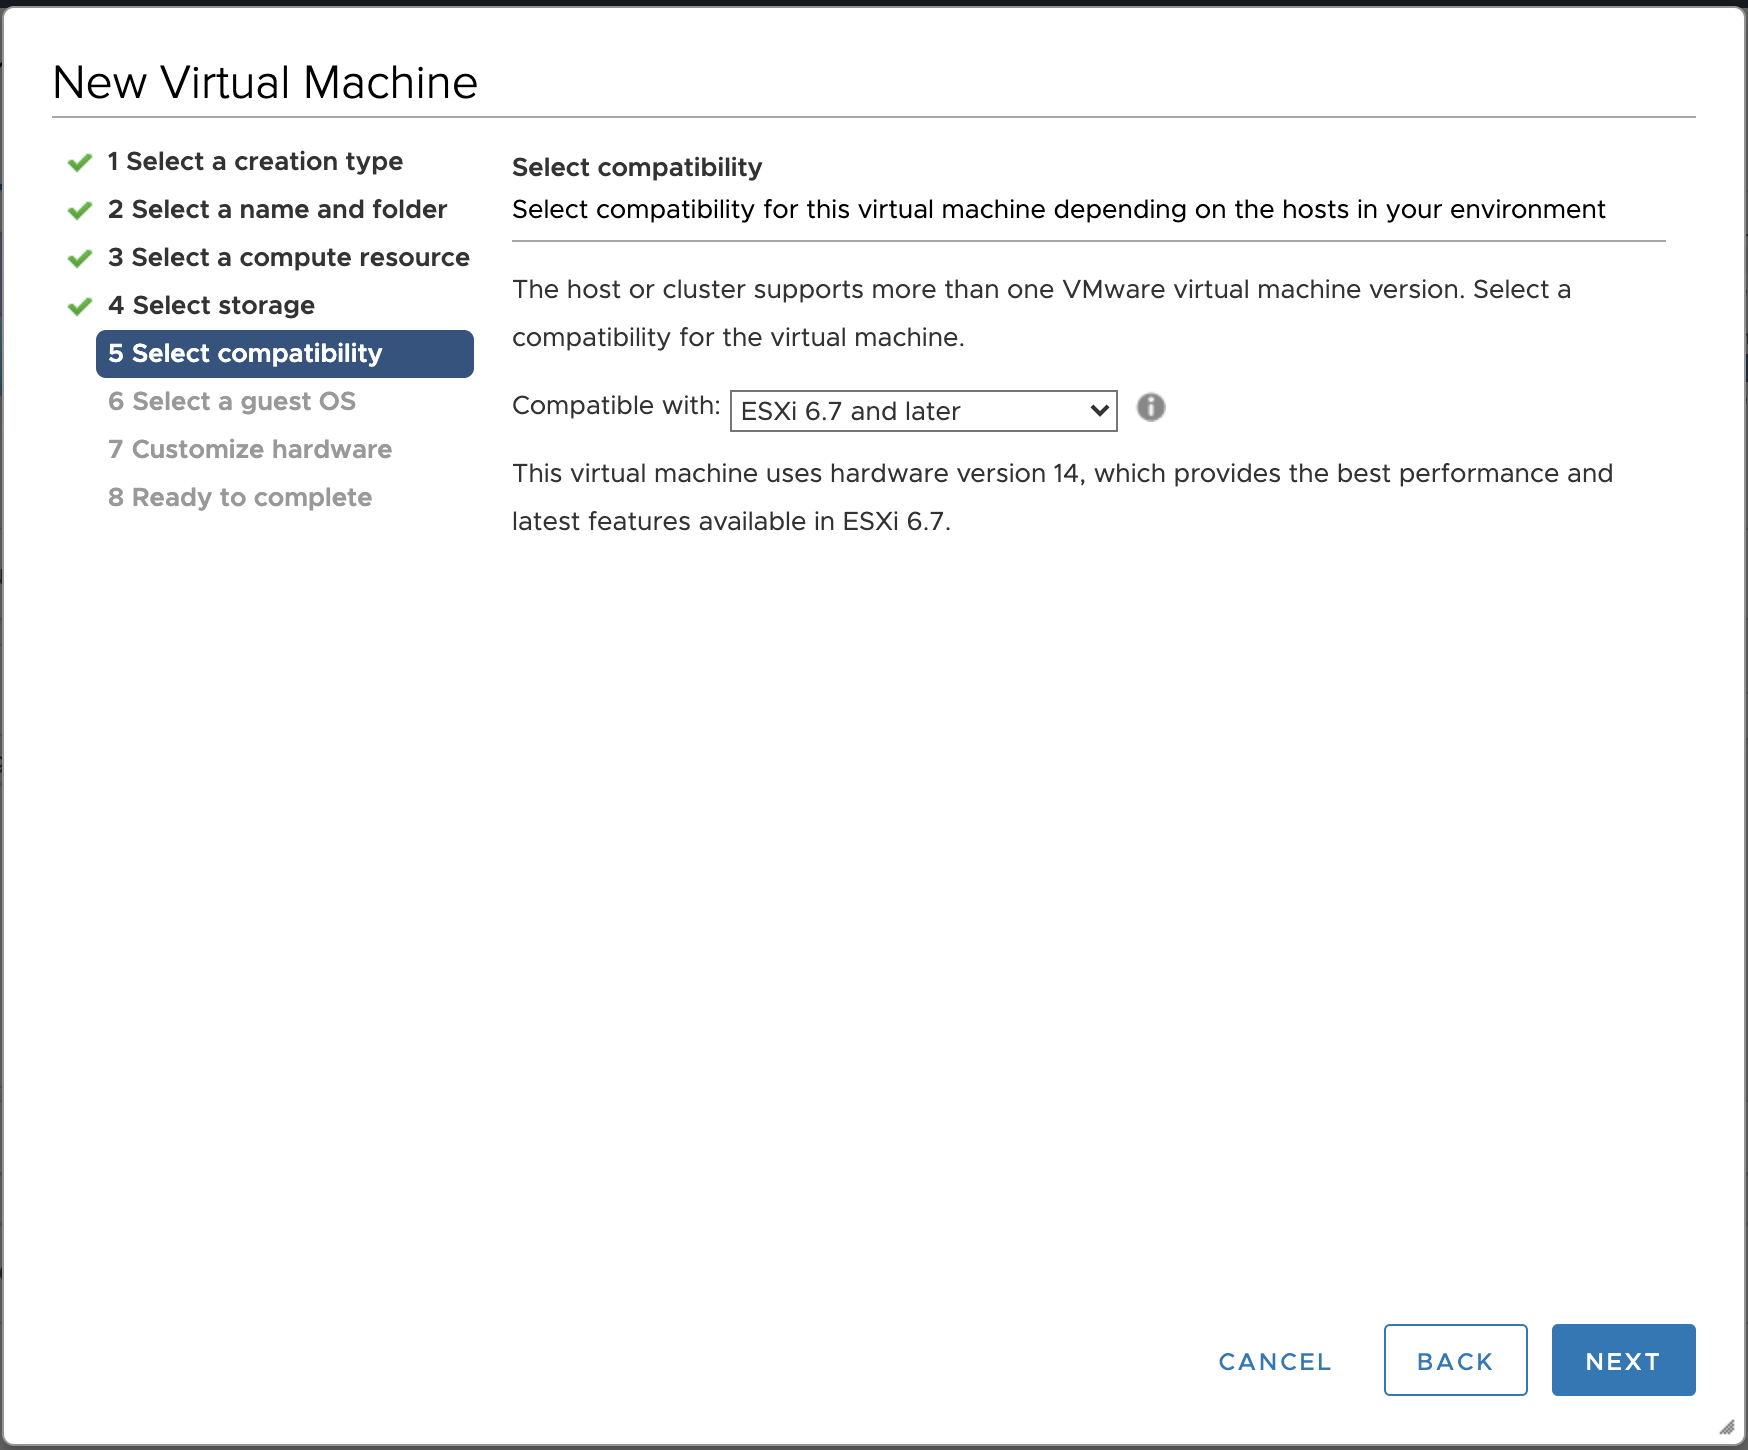 New Virtual Machine
1 Select a creation type
2 Select a name and folder
3 Select a compute resource
4 Select storage
5 Select compatibility
6 Select a guest OS
7 Customize hardware
8 Ready to complete
Select compatibility
Select compatibility for this virtual machine depending on the hosts in your environment
The host or cluster supports more than one VMware virtual machine version. Select a
compatibility for the virtual machine.
Compatible with: ESXi 6.7 and later
This virtual machine uses hardware version 14, which provides the best performance and
latest features available in ESXi 6.7.
CANCEL BACK NEXT